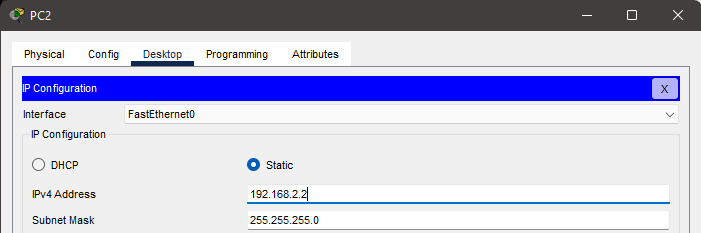 PC2
Physical Config Desktop Programming Attributes
IP Configuration X
Interface FastEthernet0
IP Configuration
DHCP Static
IPv4 Address 192.168.2.2
Subnet Mask 255.255.255.0